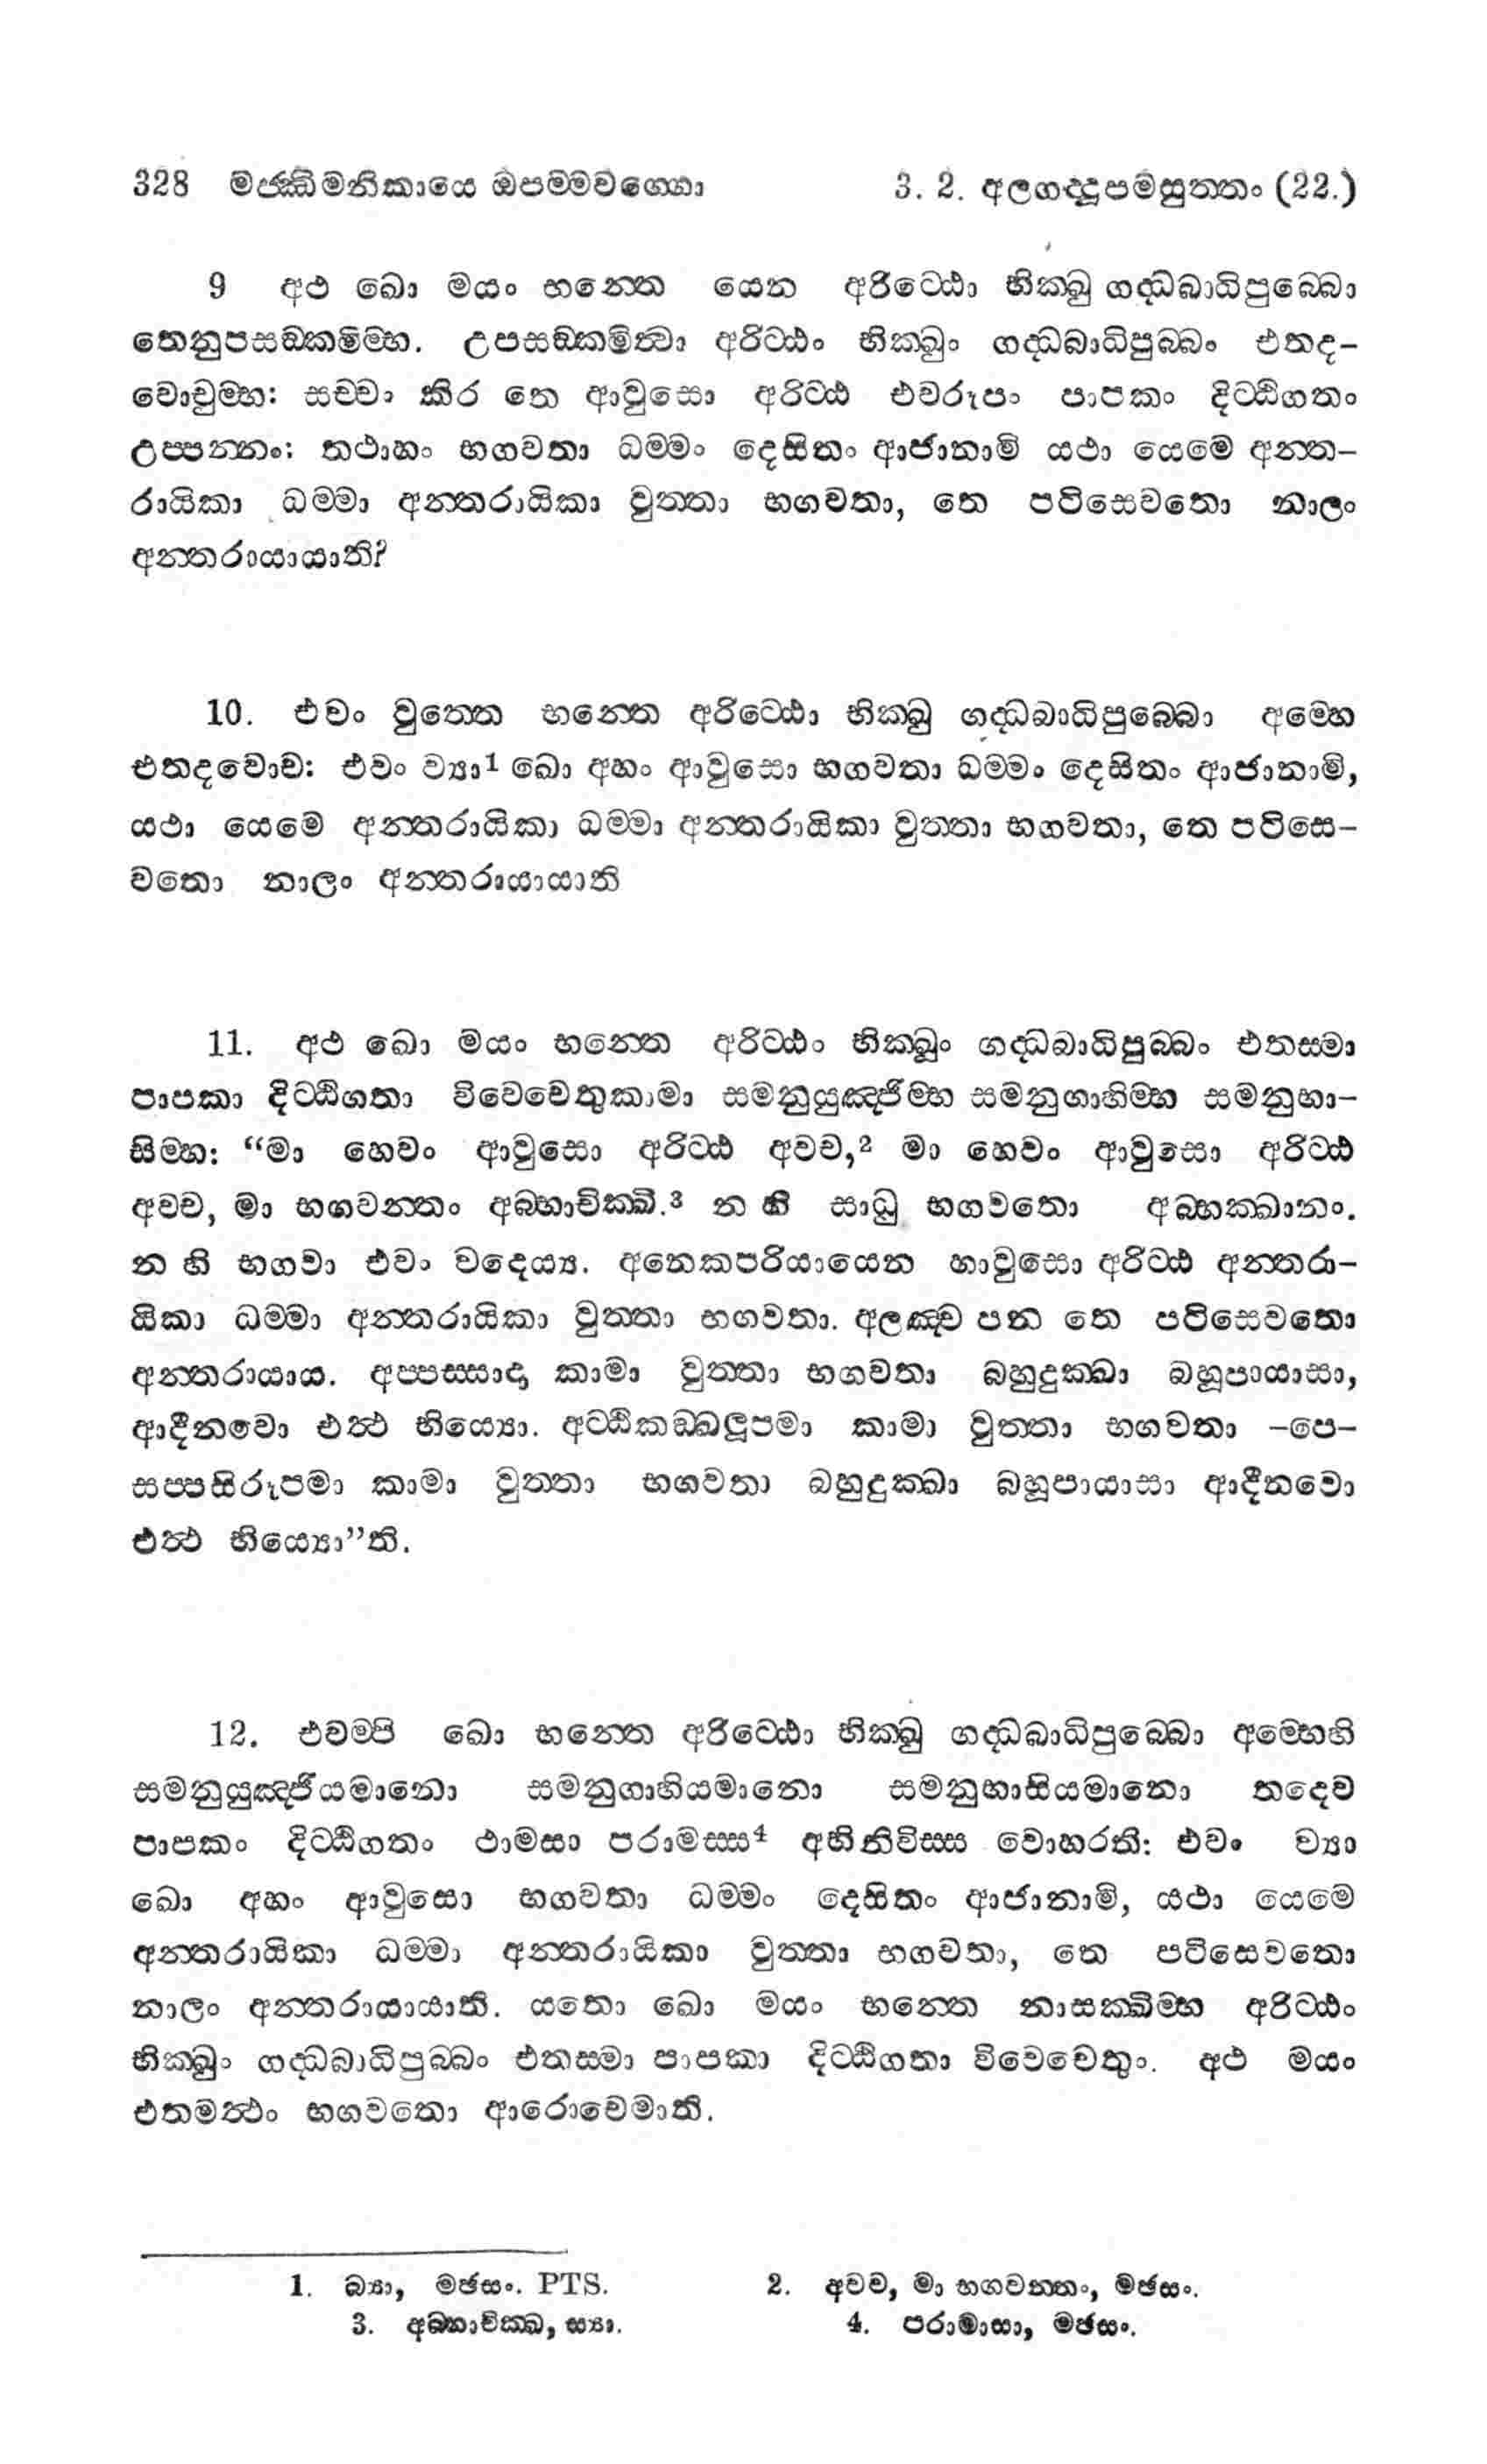 328 මජ්ඣිමනිකායෙ ඔපම්මවග්ගො 3. 2. අලගද්දූපමසුත්තං (22.)
9 අථ ඛො මයං භන්තෙ යෙන අරිට්ඨො භික්ඛු ගද්ධබාධිපුබ්බො
තෙනුපසඞ්කමිම්හ. උපසඞ්කමිත්වා අරිට්ඨං භික්ඛුං ගද්ධබාධිපුබ්බං එතද-
වොචුම්හ: සච්චං කිර තෙ ආවුසො අරිට්ඨ එවරූපං පාපකං දිට්ඨිගතං
උප්පන්නං: තථාහං භගවතා ධම්මං දෙසිතං ආජානාමි යථා යෙමෙ අන්ත-
රායිකා ධම්මා අන්තරායිකා වුත්තා භගවතා, තෙ පටිසෙවතො නාලං
අන්තරායායාති?
10. එවං වුත්තෙ භන්තෙ අරිට්ඨො භික්ඛු ගද්ධබාධිපුබ්බො අම්හෙ
එතදවොච: එවං ව්‍යා1 ඛො අහං ආවුසො භගවතා ධම්මං දෙසිතං ආජානාමි,
යථා යෙමෙ අන්තරායිකා ධම්මා අන්තරායිකා වුත්තා භගවතා, තෙ පටිසෙ-
වතො නාලං අන්තරායායාති
11. අථ ඛො මයං භන්තෙ අරිට්ඨං භික්ඛුං ගද්ධබාධිපුබ්බං එතස්මා
පාපකා දිට්ඨිගතා විවෙචෙතුකාමා සමනුයුඤ්ජිම්හ සමනුගාහිම්හ සමනුභා-
සිම්හ: “මා හෙවං ආවුසො අරිට්ඨ අවච,2 මා හෙවං ආවුසො අරිට්ඨ
අවච, මා භගවන්තං අබ්භාචික්ඛි.3 න හි සාධු භගවතො අබ්භක්ඛානං.
න හි භගවා එවං වදෙය්‍ය. අනෙකපරියායෙන හාවුසො අරිට්ඨ අන්තරා-
යිකා ධම්මා අන්තරායිකා වුත්තා භගවතා. අලඤ්ච පන තෙ පටිසෙවතො
අන්තරායාය. අප්පස්සාදා කාමා වුත්තා භගවතා බහුදුක්ඛා බහූපායාසා,
ආදීනවො එත්ථ භිය්‍යො. අට්ඨිකඞ්ඛලූපමා කාමා වුත්තා භගවතා -පෙ-
සප්පසිරූපමා කාමා වුත්තා භගවතා බහුදුක්ඛා බහූපායාසා ආදීනවො
එත්ථ භිය්‍යො”ති.
12. එවම්පි ඛො භන්තෙ අරිට්ඨො භික්ඛු ගද්ධබාධිපුබ්බො අම්හෙහි
සමනුයුඤ්ජියමානො සමනුගාහියමානො සමනුභාසියමානො තදෙව
පාපකං දිට්ඨිගතං ථාමසා පරාමස්ස4 අභිනිවිස්ස වොහරති: එවං ව්‍යා
ඛො අහං ආවුසො භගවතා ධම්මං දෙසිතං ආජානාමි, යථා යෙමෙ
අන්තරායිකා ධම්මා අන්තරායිකා වුත්තා භගවතා, තෙ පටිසෙවතො
නාලං අන්තරායායාති. යතො ඛො මයං භන්තෙ නාසක්ඛිම්හ අරිට්ඨං
භික්ඛුං ගද්ධබාධිපුබ්බං එතස්මා පාපකා දිට්ඨිගතා විවෙචෙතුං. අථ මයං
එතමත්ථං භගවතො ආරොචෙමාති.
1. බ්‍යා, මඡසං. PTS. 2. අවච, මා භගවන්තං, මඡසං.
3. අබ්භාචික්ඛ, ස්‍යා. 4. පරාමාසා, මඡසං.